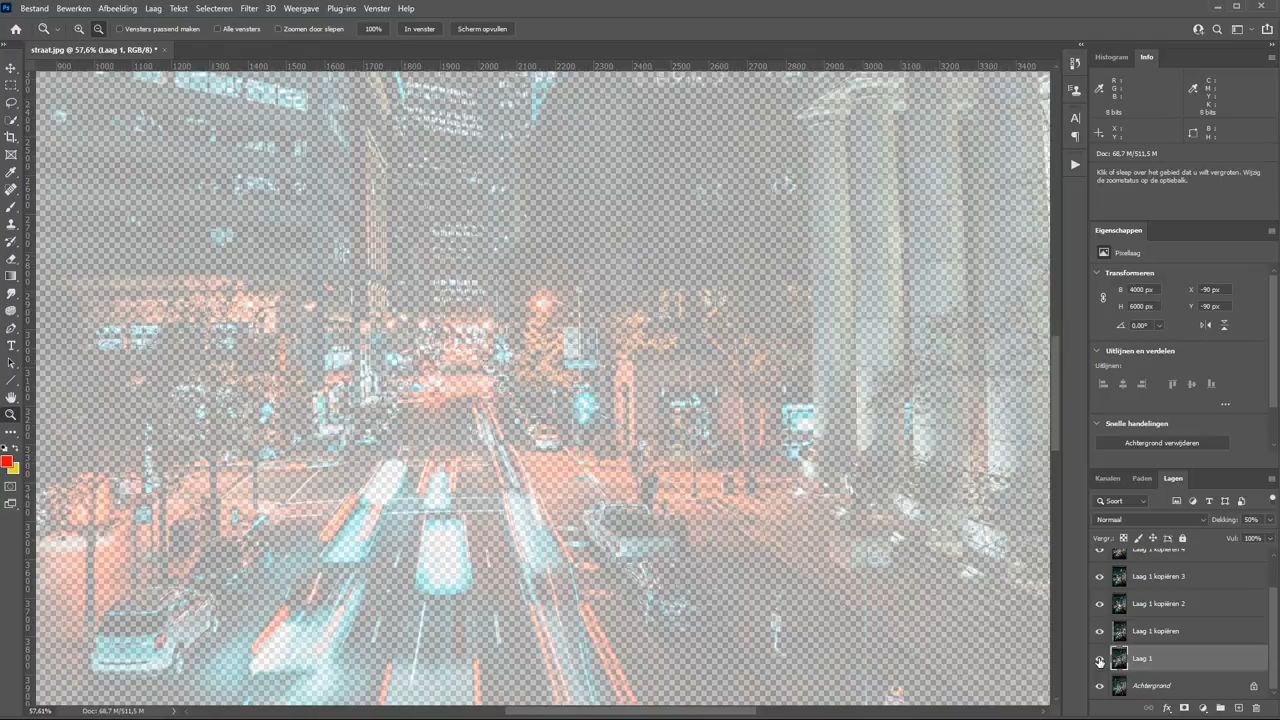 Bestand Bewerken Afbeelding Laag Tekst Selecteren Filter 3D Weergave Plug-ins Venster Help
Vensters passend maken Alle vensters Zoomen door slepen 100% In venster Scherm opvullen
straat.jpg @ 57,6% (Laag 1, RGB/8) *
900 1000 1100 1200 1300 1400 1500 1600 1700 1800 1900 2000 2100 2200 2300 2400 2500 2600 2700 2800 2900 3000 3100 3200 3300 3400
Histogram Info
R : C :
G : M :
B : Y :
K :
8 bits 8 bits
X : B :
Y : H :
Doc: 68,7 M/511,5 M
Klik of sleep over het gebied dat u wilt vergroten. Wijzig
de zoomstatus op de optiebalk.
Eigenschappen
Pixellaag
Transformeren
B 4000 px X -90 px
H 6000 px Y -90 px
0,00°
Uitlijnen en verdelen
Uitlijnen:
Snelle handelingen
Achtergrond verwijderen
Kanalen Paden Lagen
Soort
Normaal Dekking: 50%
Vergr.: Vul: 100%
Laag 1 kopiëren 4
Laag 1 kopiëren 3
Laag 1 kopiëren 2
Laag 1 kopiëren
Laag 1
Achtergrond
57,61% Doc: 68,7 M/511,5 M